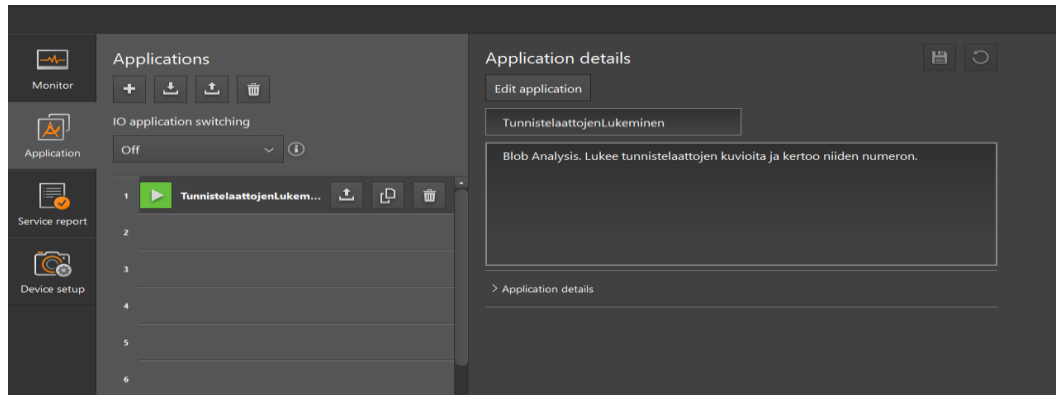 Monitor
Application
Service report
Device setup
Applications
IO application switching
Off
1 TunnistelaattojenLukem...
2
3
4
5
6
Application details
Edit application
TunnistelaattojenLukeminen
Blob Analysis. Lukee tunnistelaattojen kuvioita ja kertoo niiden numeron.
> Application details